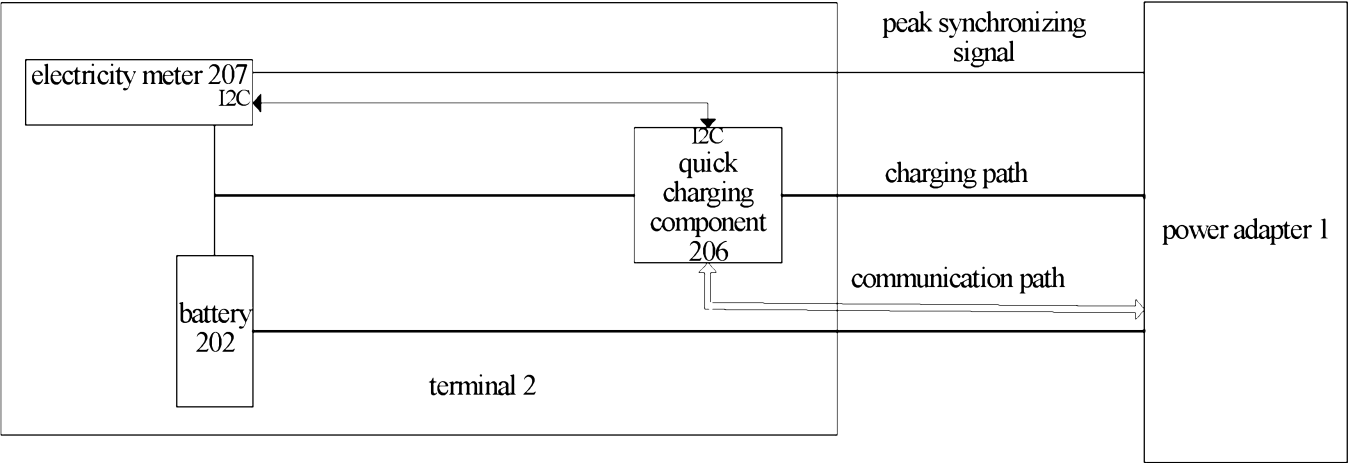 peak synchronizing
signal
electricity meter 207
I2C
I2C
quick
charging
component
206
charging path
power adapter 1
communication path
battery
202
terminal 2